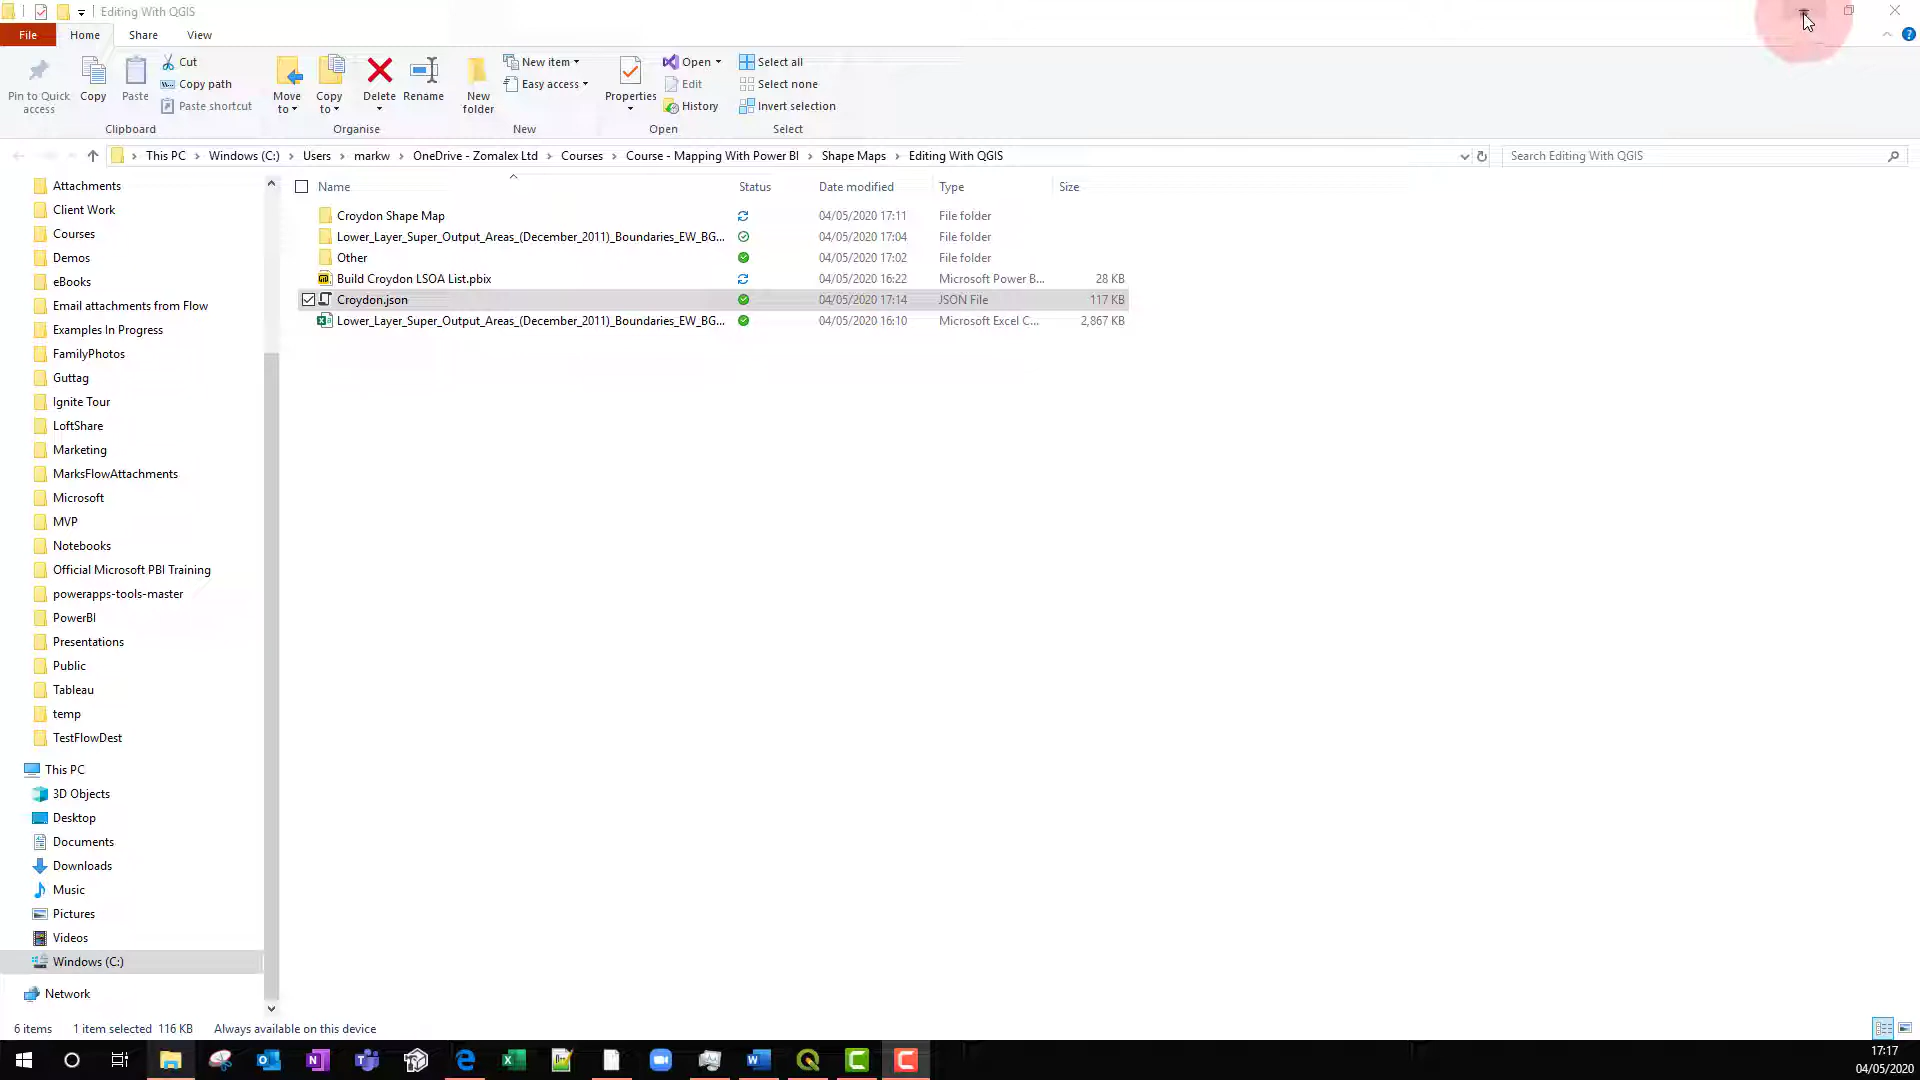 Editing With QGIS
File Home Share View
Pin to Quick access
Copy
Paste
Cut
Copy path
Paste shortcut
Clipboard
Move to
Copy to
Delete
Rename
Organise
New folder
New item
Easy access
New
Properties
Open
Edit
History
Open
Select all
Select none
Invert selection
Select
This PC > Windows (C:) > Users > markw > OneDrive - Zomalex Ltd > Courses > Course - Mapping With Power BI > Shape Maps > Editing With QGIS
Search Editing With QGIS
Name Status Date modified Type Size
Croydon Shape Map 04/05/2020 17:11 File folder
Lower_Layer_Super_Output_Areas_(December_2011)_Boundaries_EW_BG... 04/05/2020 17:04 File folder
Other 04/05/2020 17:02 File folder
Build Croydon LSOA List.pbix 04/05/2020 16:22 Microsoft Power B... 28 KB
Croydon.json 04/05/2020 17:14 JSON File 117 KB
Lower_Layer_Super_Output_Areas_(December_2011)_Boundaries_EW_BG... 04/05/2020 16:10 Microsoft Excel C... 2,867 KB
Attachments
Client Work
Courses
Demos
eBooks
Email attachments from Flow
Examples In Progress
FamilyPhotos
Guttag
Ignite Tour
LoftShare
Marketing
MarksFlowAttachments
Microsoft
MVP
Notebooks
Official Microsoft PBI Training
powerapps-tools-master
PowerBI
Presentations
Public
Tableau
temp
TestFlowDest
This PC
3D Objects
Desktop
Documents
Downloads
Music
Pictures
Videos
Windows (C:)
Network
6 items 1 item selected 116 KB Always available on this device
17:17
04/05/2020